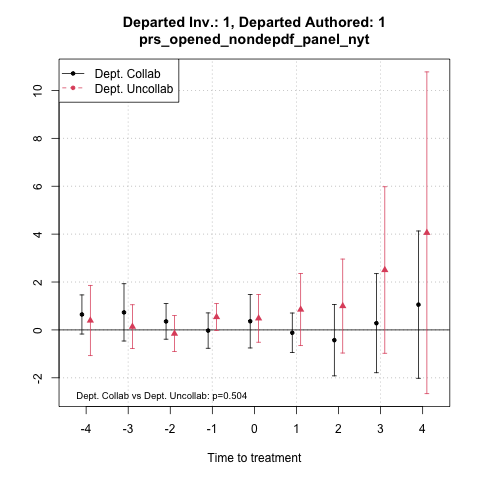 Departed Inv.: 1, Departed Authored: 1
prs_opened_nondepdf_panel_nyt
Dept. Collab
Dept. Uncollab
10
8
6
4
2
0
-2
Dept. Collab vs Dept. Uncollab: p=0.504
-4 -3 -2 -1 0 1 2 3 4
Time to treatment